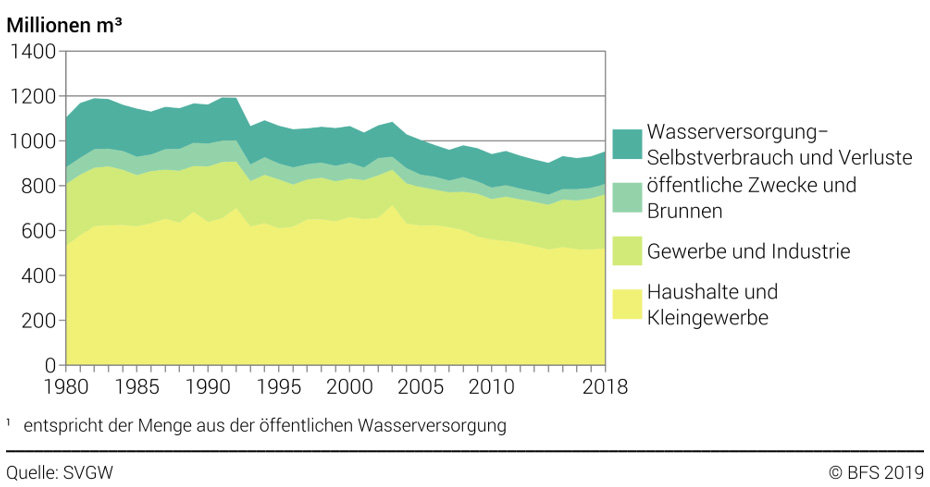 Millionen m³
1400
1200
1000
800
600
400
200
0
1980 1985 1990 1995 2000 2005 2010 2018
Wasserversorgung–
Selbstverbrauch und Verluste
öffentliche Zwecke und
Brunnen
Gewerbe und Industrie
Haushalte und
Kleingewerbe
¹ entspricht der Menge aus der öffentlichen Wasserversorgung
Quelle: SVGW © BFS 2019